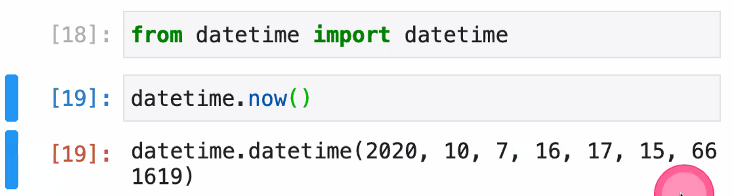 [18]: from datetime import datetime
[19]: datetime.now()
[19]: datetime.datetime(2020, 10, 7, 16, 17, 15, 66
1619)